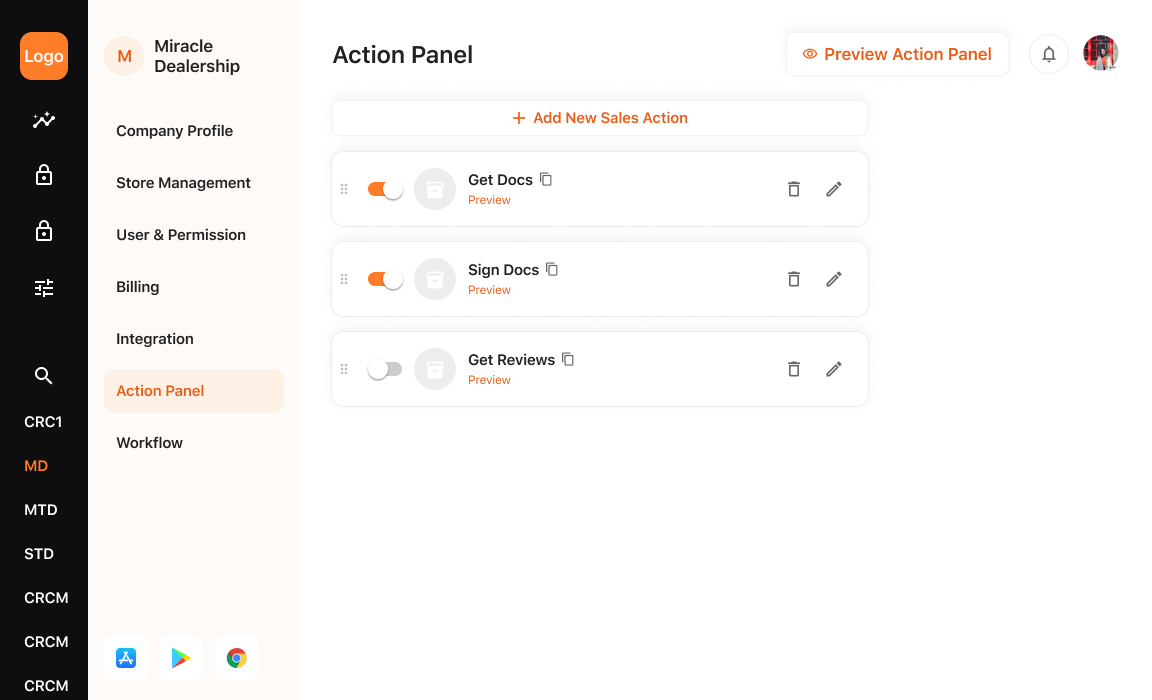 Logo
CRC1
MD
MTD
STD
CRCM
CRCM
CRCM
M
Miracle
Dealership
Company Profile
Store Management
User & Permission
Billing
Integration
Action Panel
Workflow
Action Panel
Preview Action Panel
Add New Sales Action
Get Docs
Preview
Sign Docs
Preview
Get Reviews
Preview